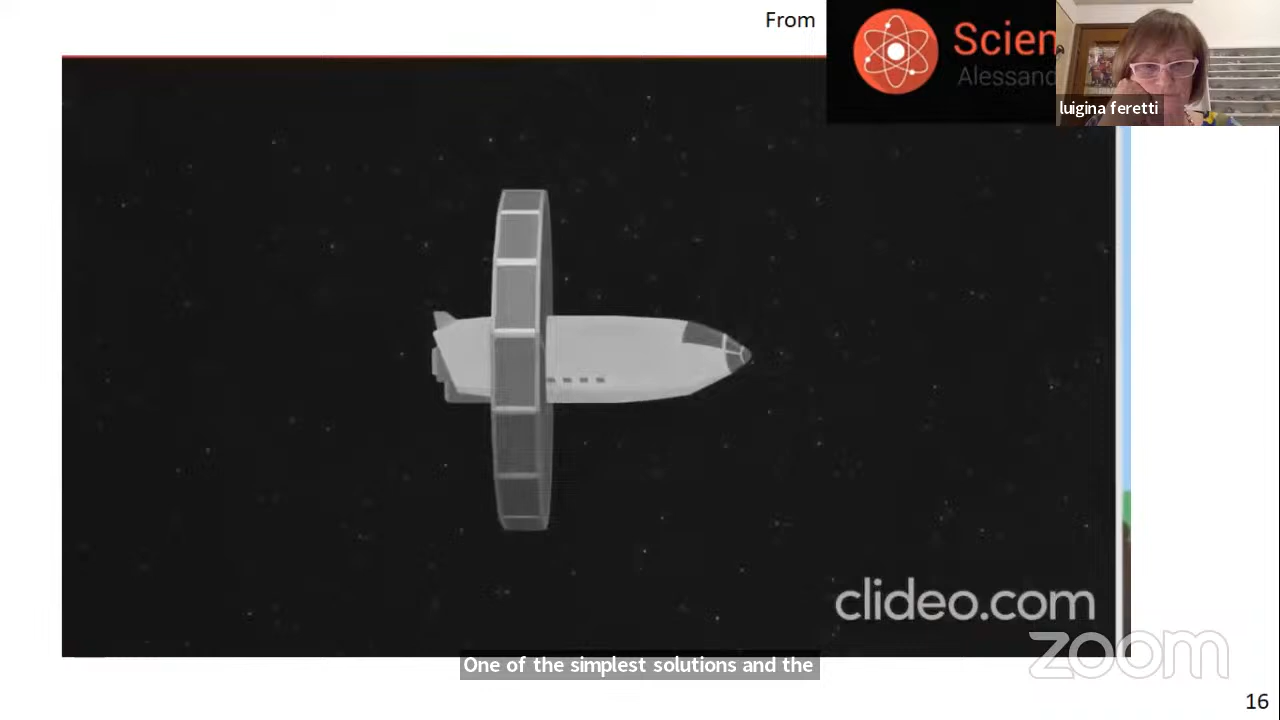 From
Scien
Alessand
luigina feretti
clideo.com
zoom
One of the simplest solutions and the
16